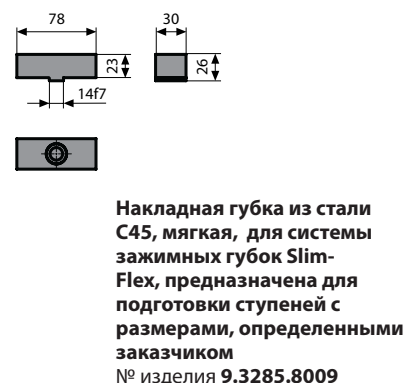 78
30
23
26
14f7
Накладная губка из стали
C45, мягкая, для системы
зажимных губок Slim-
Flex, предназначена для
подготовки ступеней с
размерами, определенными
заказчиком
№ изделия 9.3285.8009